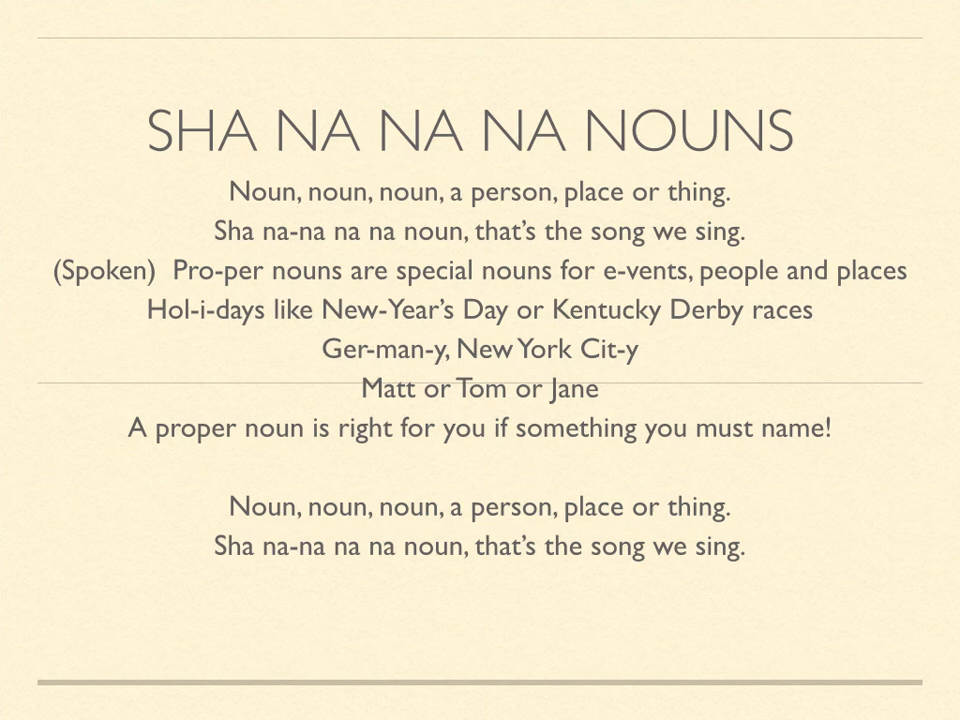 SHA NA NA NA NOUNS
Noun, noun, noun, a person, place or thing.
Sha na-na na na noun, that’s the song we sing.
(Spoken)  Pro-per nouns are special nouns for e-vents, people and places
Hol-i-days like New-Year’s Day or Kentucky Derby races
Ger-man-y, New York Cit-y
Matt or Tom or Jane
A proper noun is right for you if something you must name!
Noun, noun, noun, a person, place or thing.
Sha na-na na na noun, that’s the song we sing.